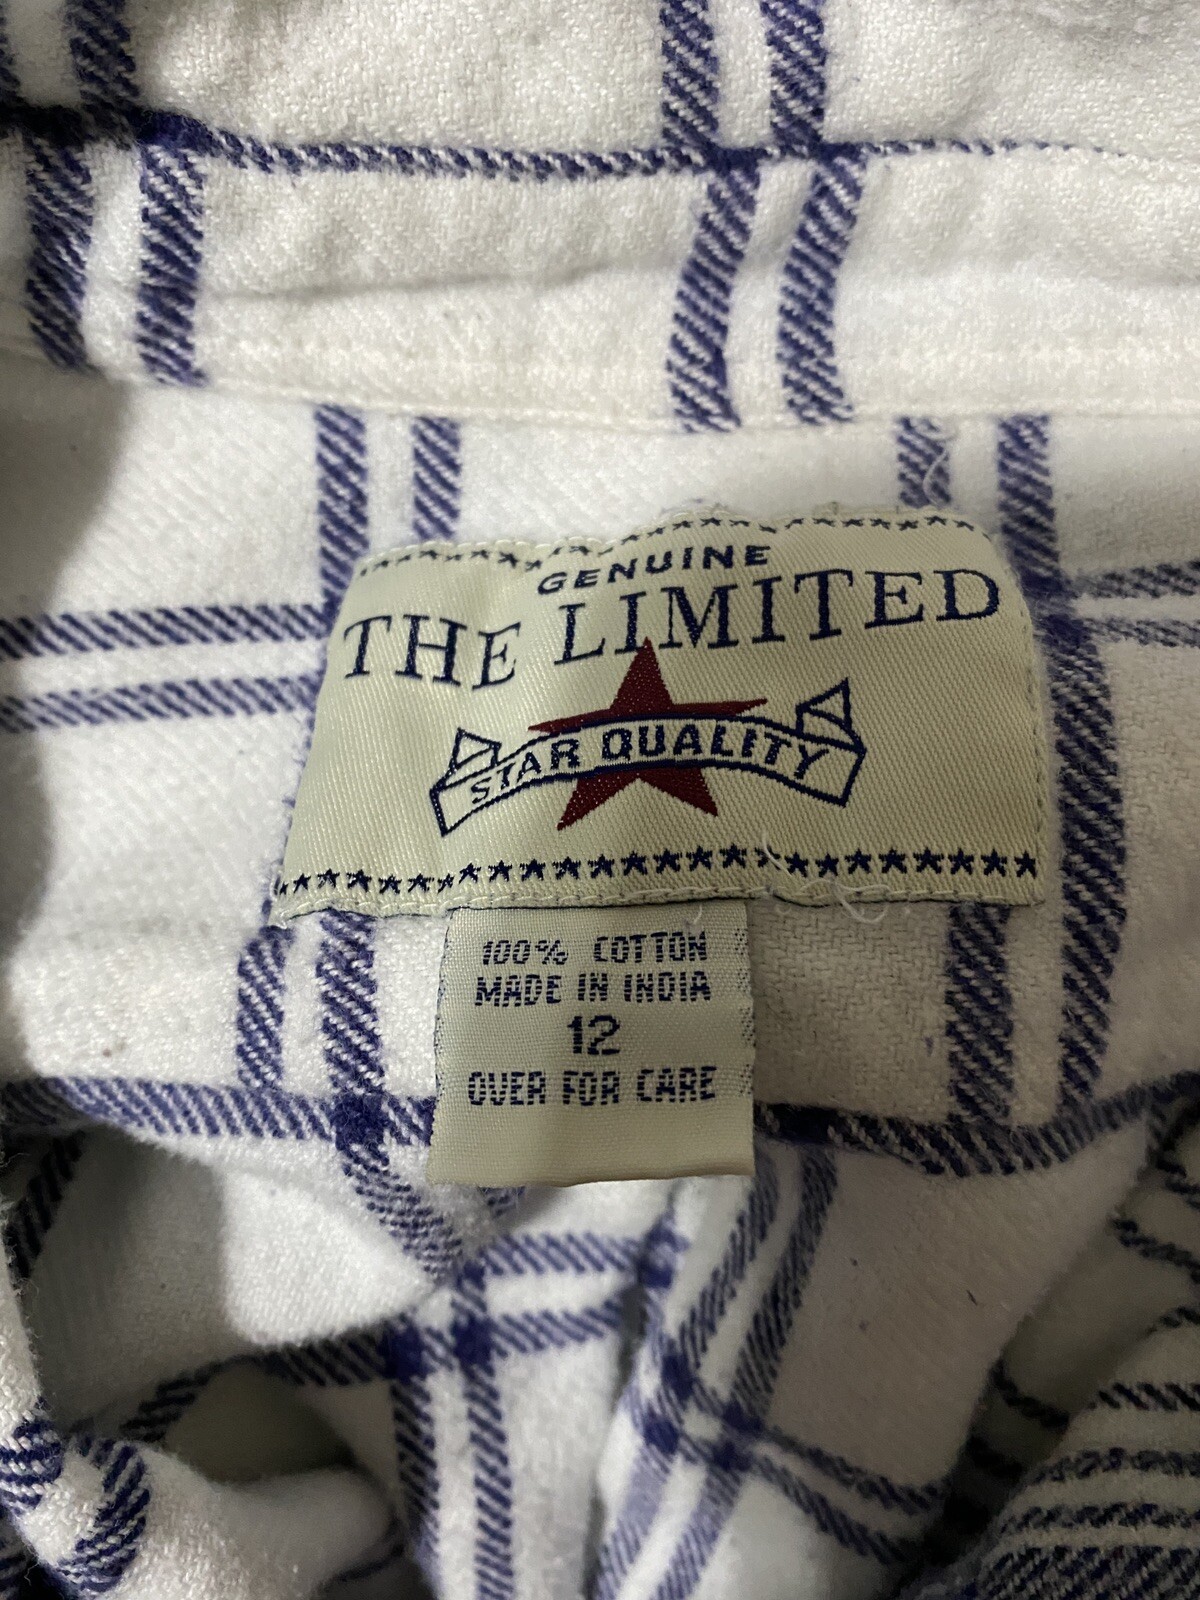 GENUINE
THE LIMITED
STAR QUALITY
100% COTTON
MADE IN INDIA
12
OVER FOR CARE